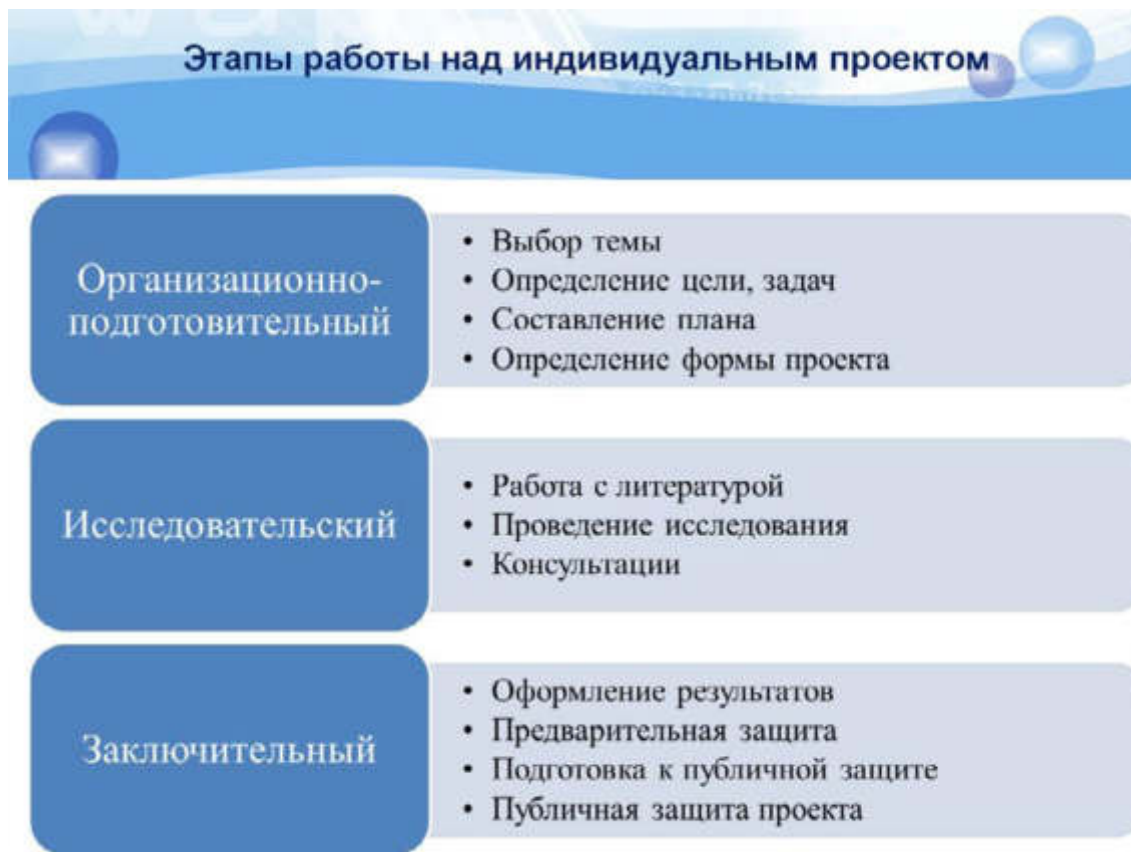 Этапы работы над индивидуальным проектом
Организационно-
подготовительный
• Выбор темы
• Определение цели, задач
• Составление плана
• Определение формы проекта
Исследовательский
• Работа с литературой
• Проведение исследования
• Консультации
Заключительный
• Оформление результатов
• Предварительная защита
• Подготовка к публичной защите
• Публичная защита проекта